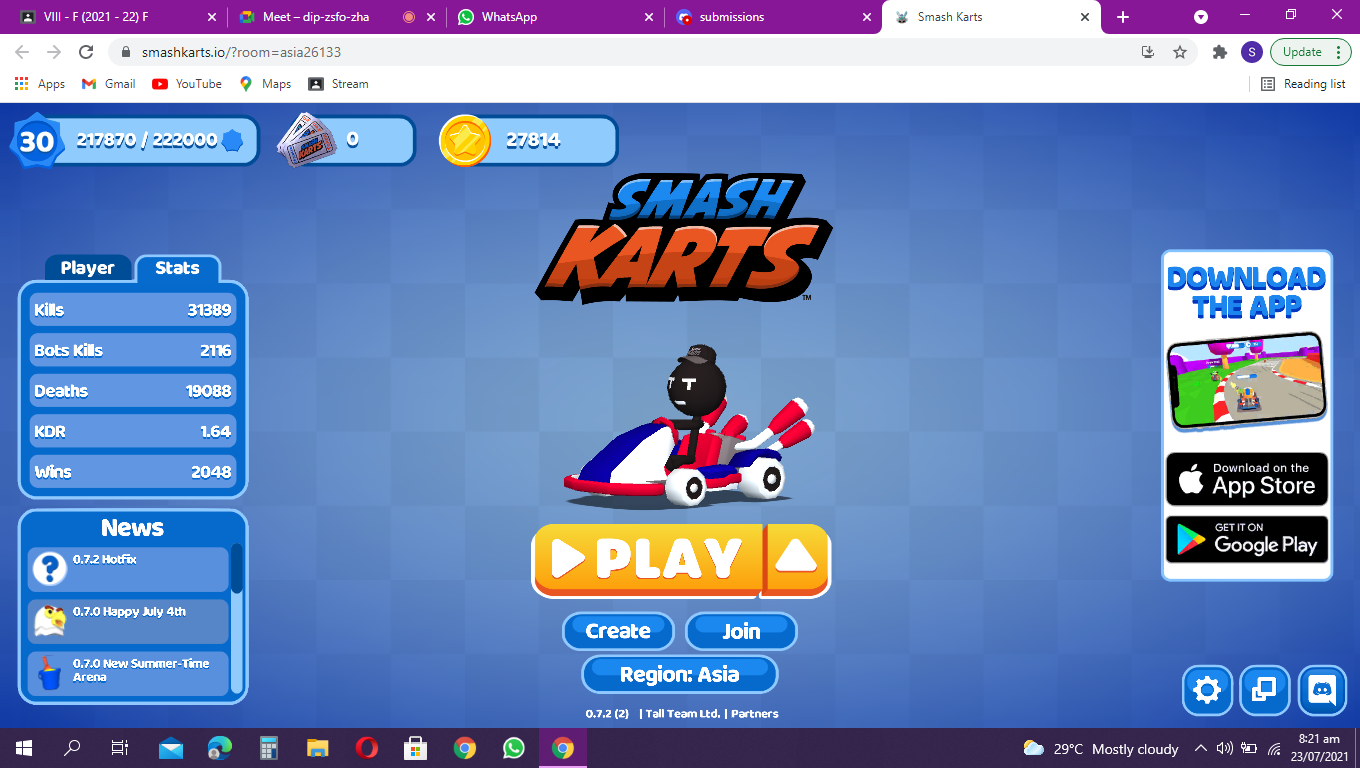 VIII - F (2021 - 22) F
Meet – dip-zsfo-zha
WhatsApp
submissions
Smash Karts
smashkarts.io/?room=asia26133
S
Update
Apps
Gmail
YouTube
Maps
Stream
Reading list
30
217870 / 222000
SMASH KARTS
0
27814
SMASH
KARTS
TM
Player
Stats
Kills 31389
Bots Kills 2116
Deaths 19088
KDR 1.64
Wins 2048
News
0.7.2 Hotfix
0.7.0 Happy July 4th
0.7.0 New Summer-Time
Arena
PLAY
Create
Join
Region: Asia
0.7.2 (2) | Tall Team Ltd. | Partners
DOWNLOAD
THE APP
Download on the
App Store
GET IT ON
Google Play
29°C Mostly cloudy
8:21 am
23/07/2021